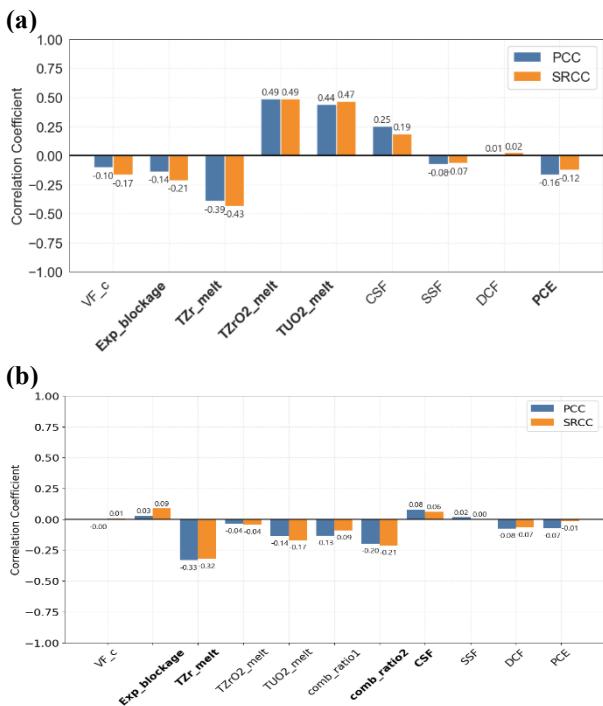 (a)
1.00
0.75
0.50
0.25
0.00
−0.25
−0.50
−0.75
−1.00
Correlation Coefficient
PCC
SRCC
-0.10
-0.17
-0.14
-0.21
-0.39
-0.43
0.49 0.49
0.44
0.47
0.25
0.19
-0.08
-0.07
0.01
0.02
-0.16
-0.12
VF_c
Exp_blockage
TZr_melt
TZrO2_melt
TUO2_melt
CSF
SSF
DCF
PCE
(b)
1.00
0.75
0.50
0.25
0.00
−0.25
−0.50
−0.75
−1.00
Correlation Coefficient
PCC
SRCC
-0.00
0.01
0.03
0.09
-0.33
-0.32
-0.04
-0.04
-0.14
-0.17
-0.13
-0.09
-0.20
-0.21
0.08
0.06
0.02
0.00
-0.08
-0.07
-0.07
-0.01
VF_c
Exp_blockage
TZr_melt
TZrO2_melt
TUO2_melt
comb_ratio1
comb_ratio2
CSF
SSF
DCF
PCE